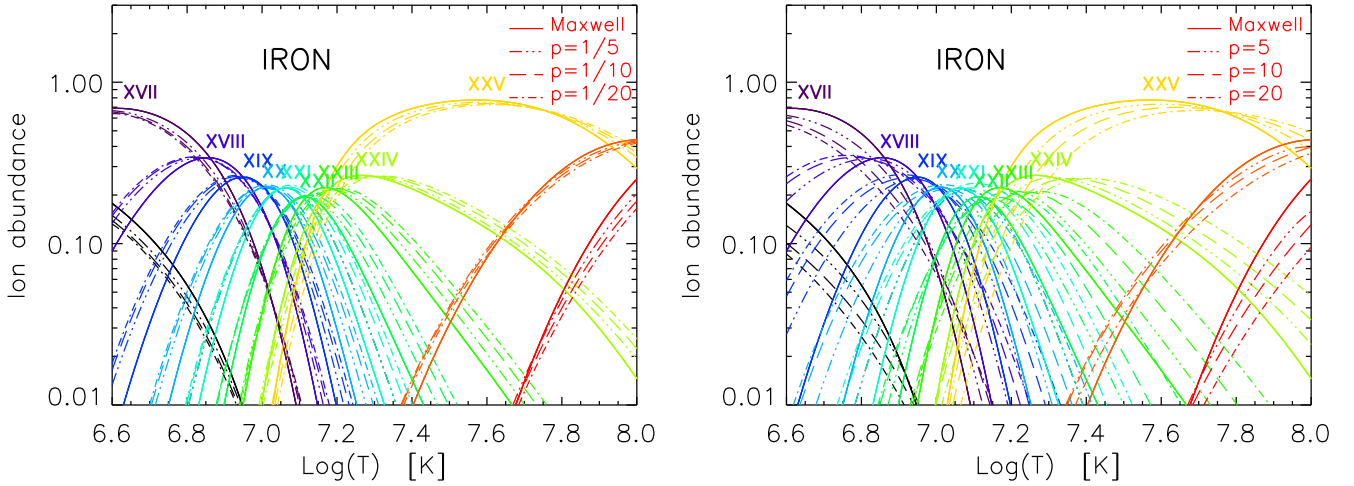 Maxwell
p=1/5
p=1/10
p=1/20
IRON
XVII
XVIII
XIX
XXIV
XXV
Ion abundance
1.00
0.10
0.01
6.6 6.8 7.0 7.2 7.4 7.6 7.8 8.0
Log(T) [K]
Maxwell
p=5
p=10
p=20
IRON
XVII
XVIII
XIX
XXIV
XXV
Ion abundance
1.00
0.10
0.01
6.6 6.8 7.0 7.2 7.4 7.6 7.8 8.0
Log(T) [K]